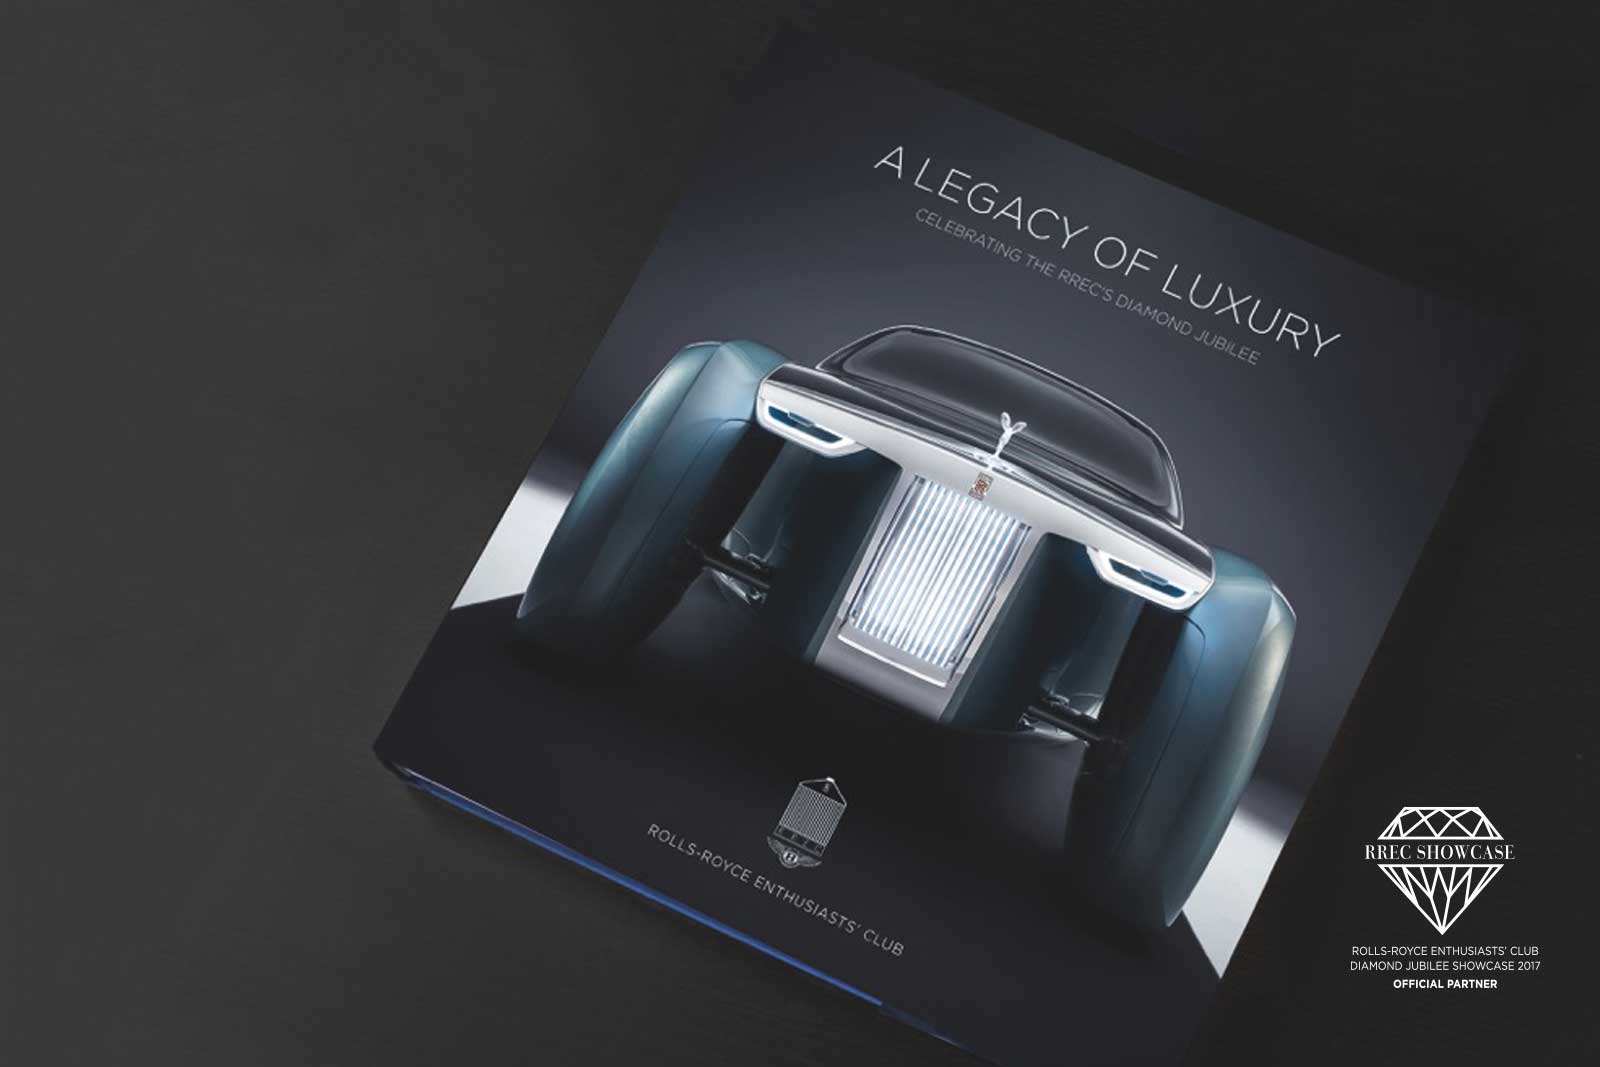 A LEGACY OF LUXURY
CELEBRATING THE RREC'S DIAMOND JUBILEE
ROLLS-ROYCE ENTHUSIASTS' CLUB
RREC SHOWCASE
ROLLS-ROYCE ENTHUSIASTS' CLUB
DIAMOND JUBILEE SHOWCASE 2017
OFFICIAL PARTNER